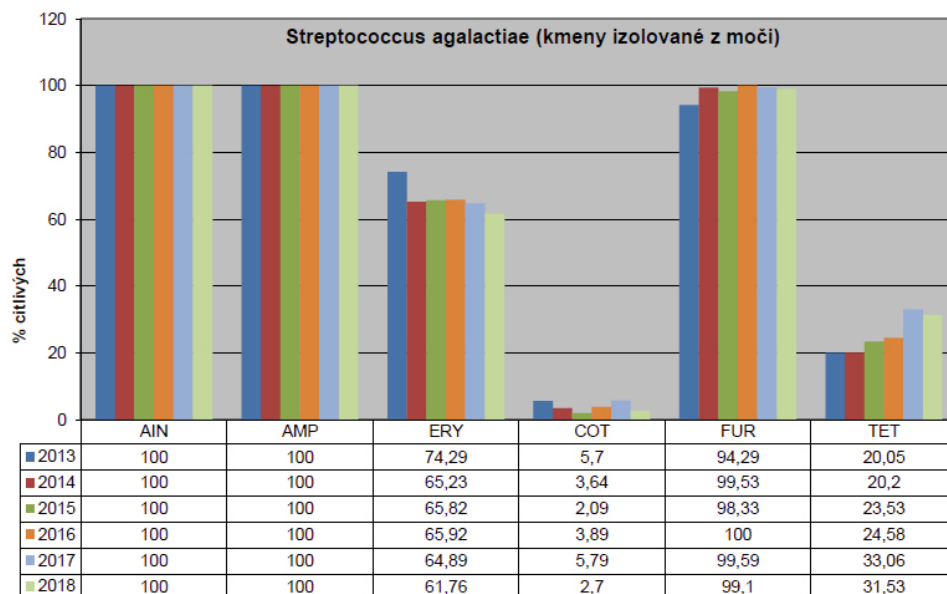 Streptococcus agalactiae (kmeny izolované z moči)
120
100
80
60
40
20
0
% citlivých
AIN AMP ERY COT FUR TET
2013 100 100 74,29 5,7 94,29 20,05
2014 100 100 65,23 3,64 99,53 20,2
2015 100 100 65,82 2,09 98,33 23,53
2016 100 100 65,92 3,89 100 24,58
2017 100 100 64,89 5,79 99,59 33,06
2018 100 100 61,76 2,7 99,1 31,53